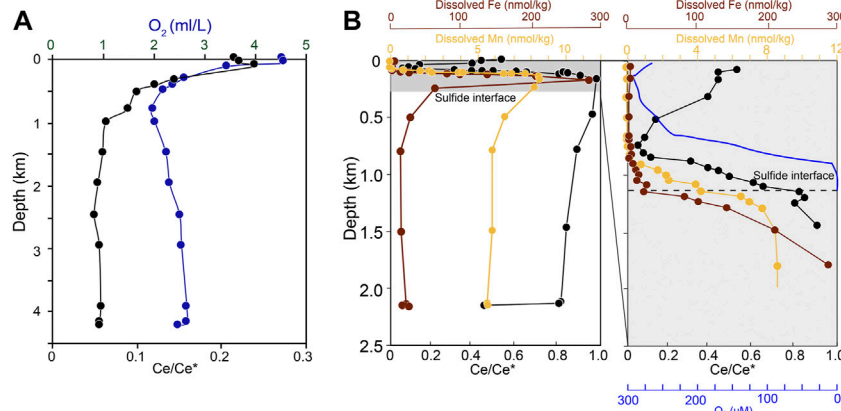 A
O2 (ml/L)
0 1 2 3 4 5
0
1
2
3
4
Depth (km)
0 0.1 0.2 0.3
Ce/Ce*
B
Dissolved Fe (nmol/kg)
0 100 200 300
Dissolved Mn (nmol/kg)
0 5 10
0
0.5
1.0
1.5
2.0
2.5
Depth (km)
Sulfide interface
0 0.2 0.4 0.6 0.8 1.0
Ce/Ce*
Dissolved Fe (nmol/kg)
0 100 200 300
Dissolved Mn (nmol/kg)
0 4 8 12
Sulfide interface
0 0.2 0.4 0.6 0.8 1.0
Ce/Ce*
300 200 100 0
O2 (µM)